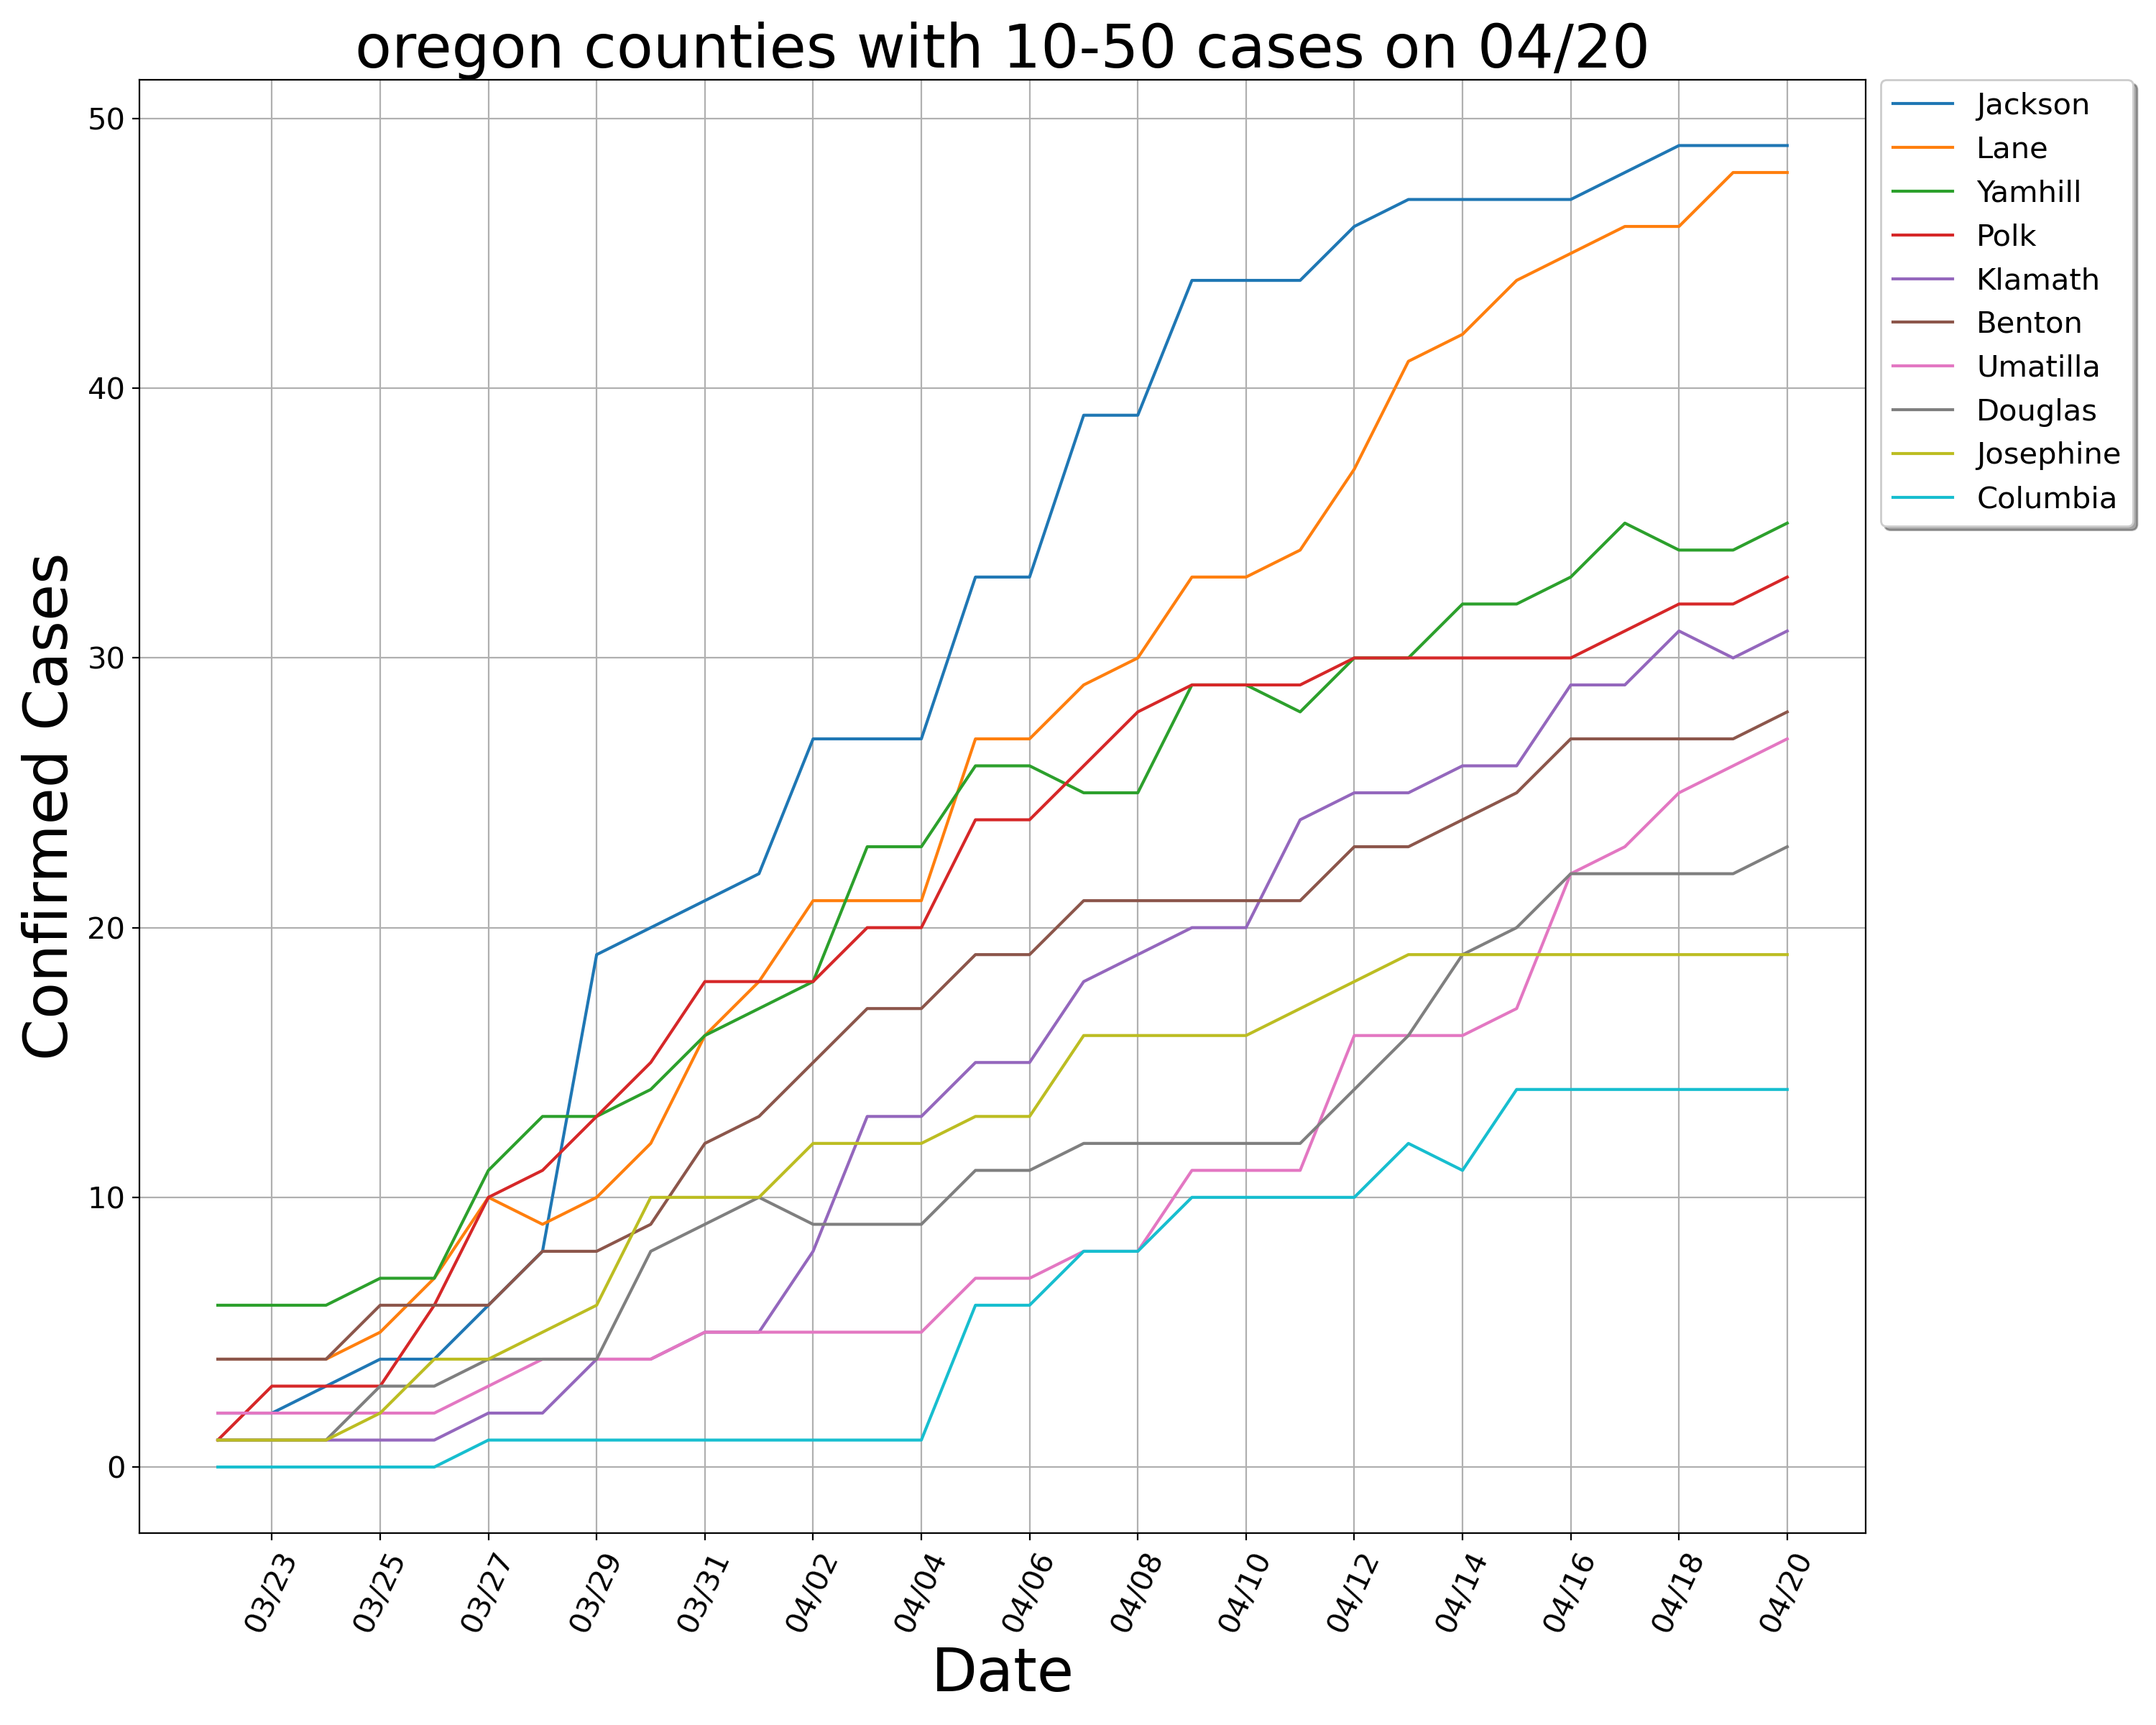 oregon counties with 10-50 cases on 04/20
Confirmed Cases
50
40
30
20
10
0
03/23
03/25
03/27
03/29
03/31
04/02
04/04
04/06
04/08
04/10
04/12
04/14
04/16
04/18
04/20
Date
Jackson
Lane
Yamhill
Polk
Klamath
Benton
Umatilla
Douglas
Josephine
Columbia